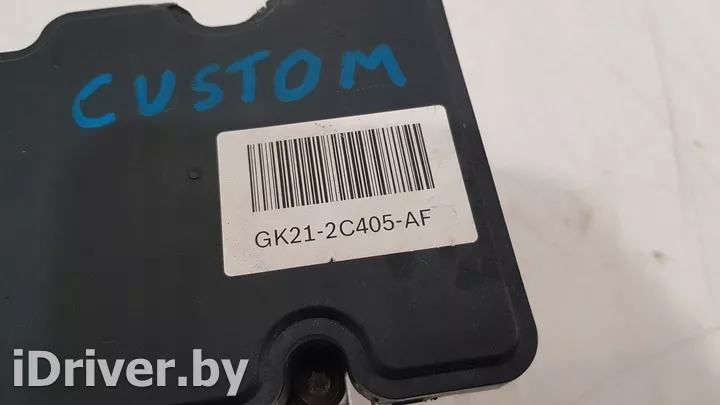 CUSTOM
GK21-2C405-AF
iDriver.by